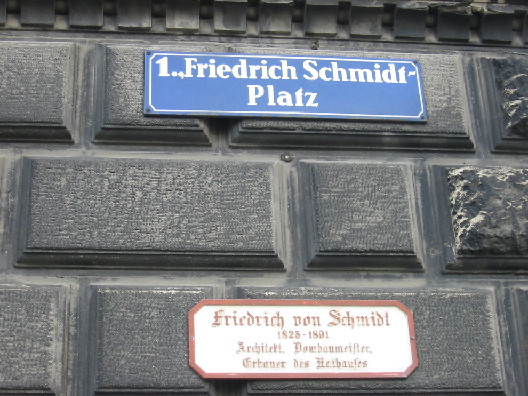 1., Friedrich Schmidt-
Platz
Friedrich von Schmidt
1825-1891
Architekt, Dombaumeister,
Erbauer des Rathauses